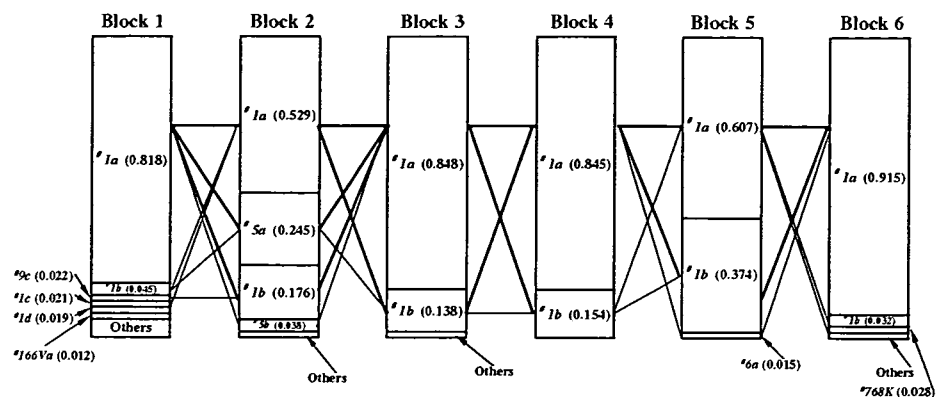 Block 1
Block 2
Block 3
Block 4
Block 5
Block 6
#1a (0.818)
#1a (0.529)
#1a (0.848)
#1a (0.845)
#1a (0.607)
#1a (0.915)
#5a (0.245)
#1b (0.374)
#9c (0.022)
#1b (0.045)
#1c (0.021)
#1d (0.019)
Others
#166Va (0.012)
#1b (0.176)
#5b (0.038)
Others
#1b (0.138)
Others
#1b (0.154)
#6a (0.015)
#1b (0.032)
Others
#768K (0.028)